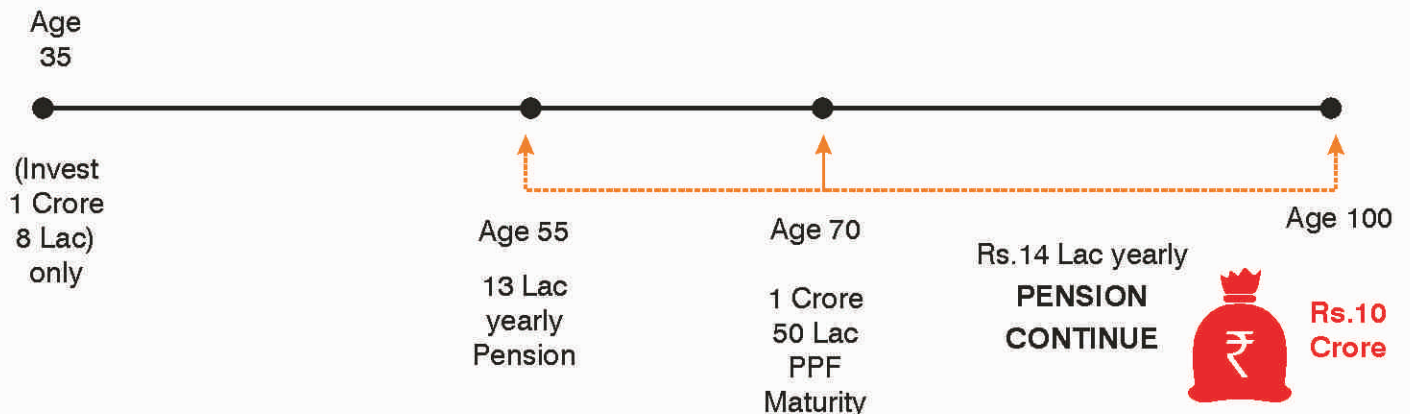 Age
35
(Invest
1 Crore
8 Lac)
only
Age 55
13 Lac
yearly
Pension
Age 70
1 Crore
50 Lac
PPF
Maturity
Rs.14 Lac yearly
PENSION
CONTINUE
Age 100
₹
Rs.10
Crore